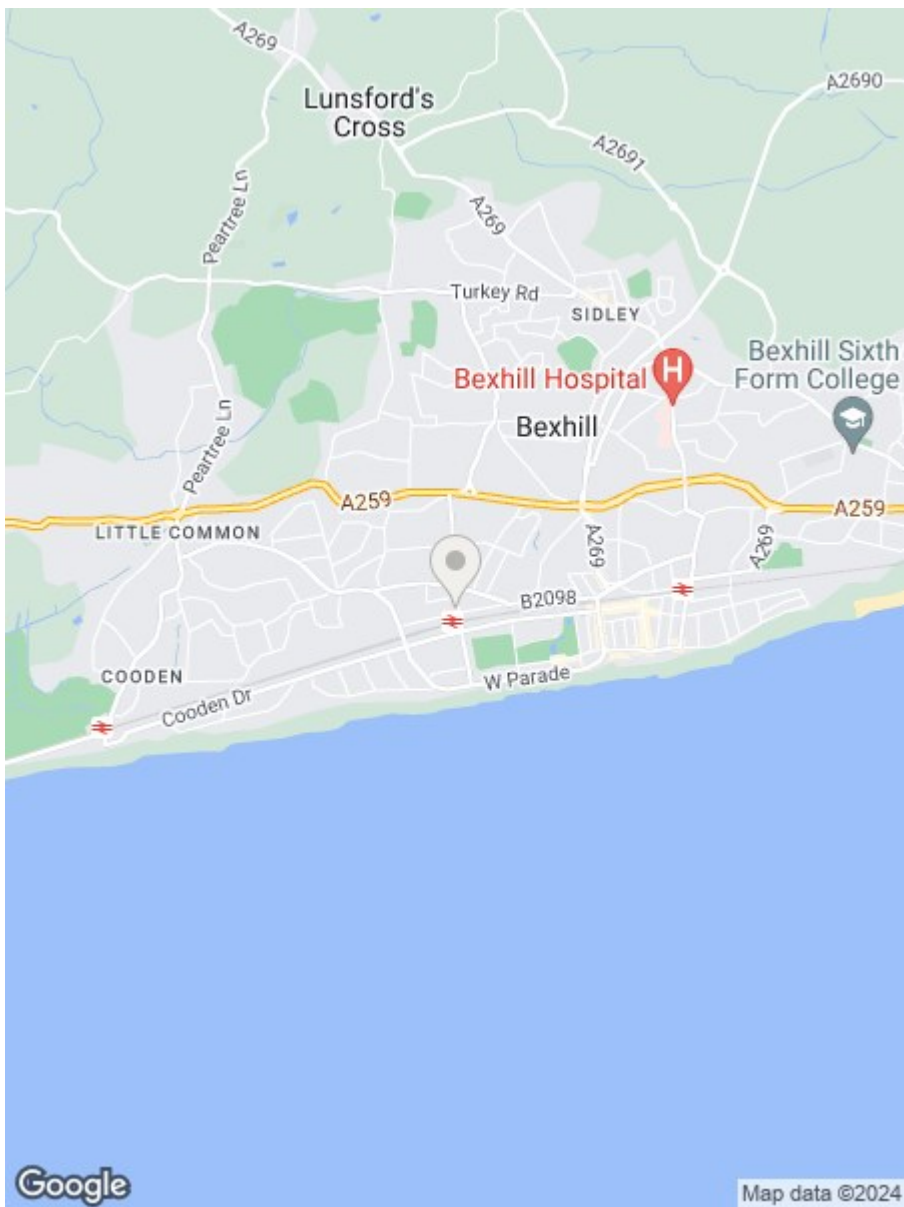 A269
A2690
Lunsford's
Cross
A2691
Peartree Ln
A269
Turkey Rd
SIDLEY
Bexhill Sixth
Form College
Bexhill Hospital
H
Bexhill
Peartree Ln
A259
A259
LITTLE COMMON
A269
A269
B2098
COODEN
W Parade
Cooden Dr
Google
Map data ©2024